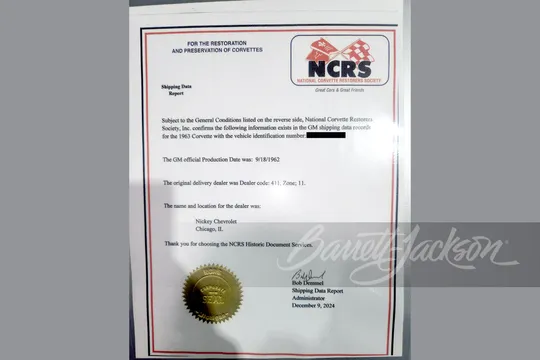 FOR THE RESTORATION
AND PRESERVATION OF CORVETTES
NCRS
NATIONAL CORVETTE RESTORERS SOCIETY
Great Cars & Great Friends
Shipping Data
Report
Subject to the General Conditions listed on the reverse side, National Corvette Restorers
Society, Inc. confirms the following information exists in the GM shipping data records
for the 1963 Corvette with the vehicle identification number:
The GM official Production Date was: 9/18/1962
The original delivery dealer was Dealer code: 411, Zone: 11.
The name and location for the dealer was:
Nickey Chevrolet
Chicago, IL
Thank you for choosing the NCRS Historic Document Services.
Barrett-Jackson
NCRS
CORPORATE
SEAL
Bob Demmel
Shipping Data Report
Administrator
December 9, 2024